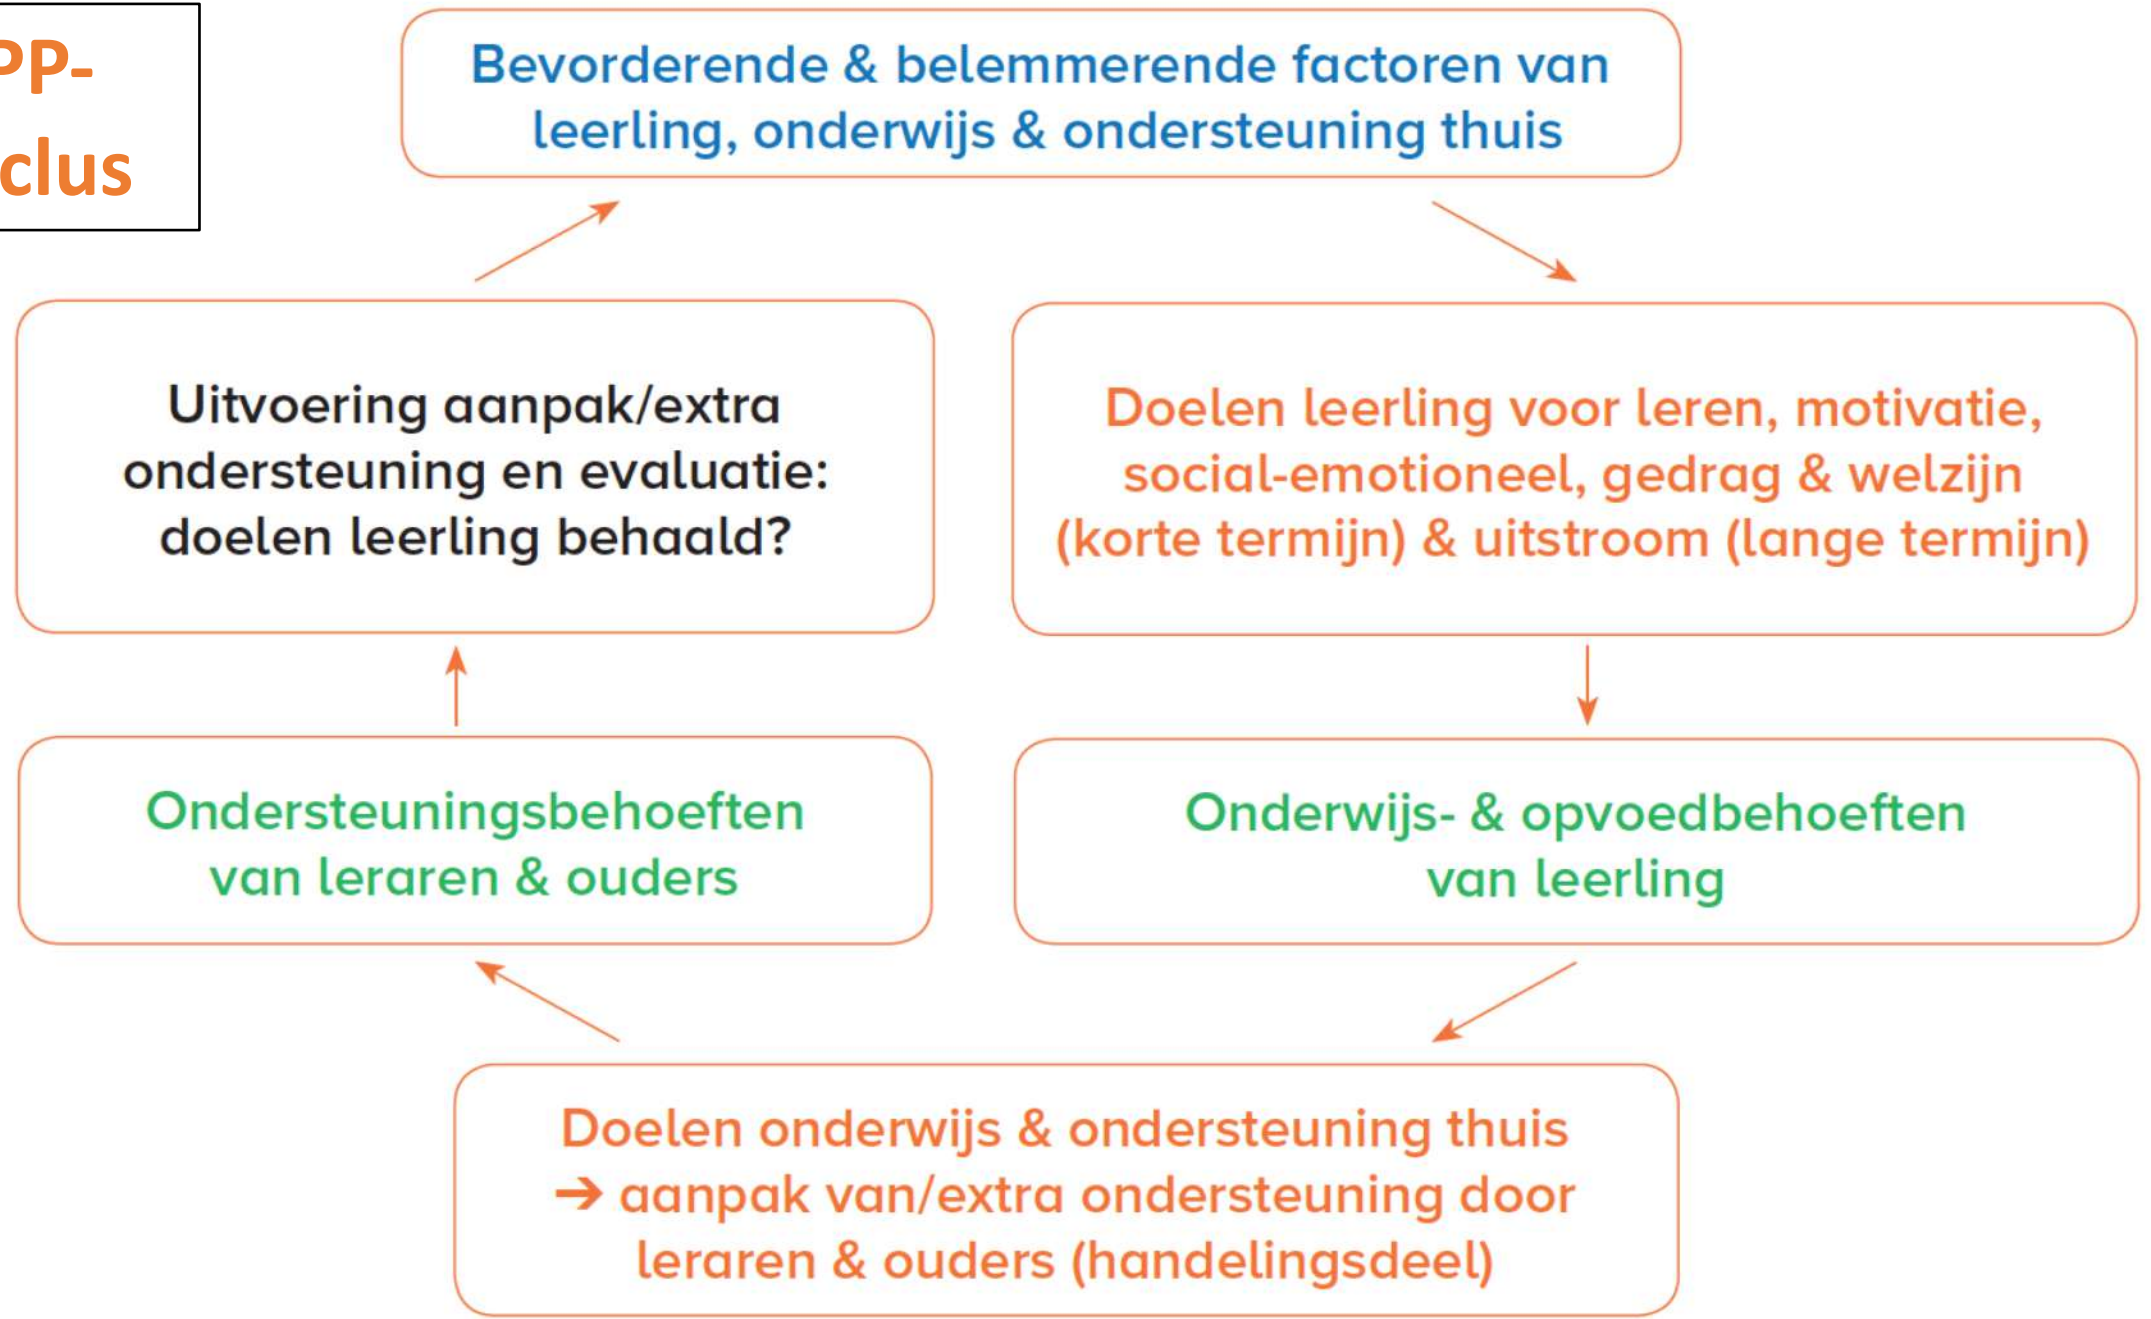 PP-
clus
Bevorderende & belemmerende factoren van
leerling, onderwijs & ondersteuning thuis
Doelen leerling voor leren, motivatie,
social-emotioneel, gedrag & welzijn
(korte termijn) & uitstroom (lange termijn)
Onderwijs- & opvoedbehoeften
van leerling
Doelen onderwijs & ondersteuning thuis
➔ aanpak van/extra ondersteuning door
leraren & ouders (handelingsdeel)
Ondersteuningsbehoeften
van leraren & ouders
Uitvoering aanpak/extra
ondersteuning en evaluatie:
doelen leerling behaald?